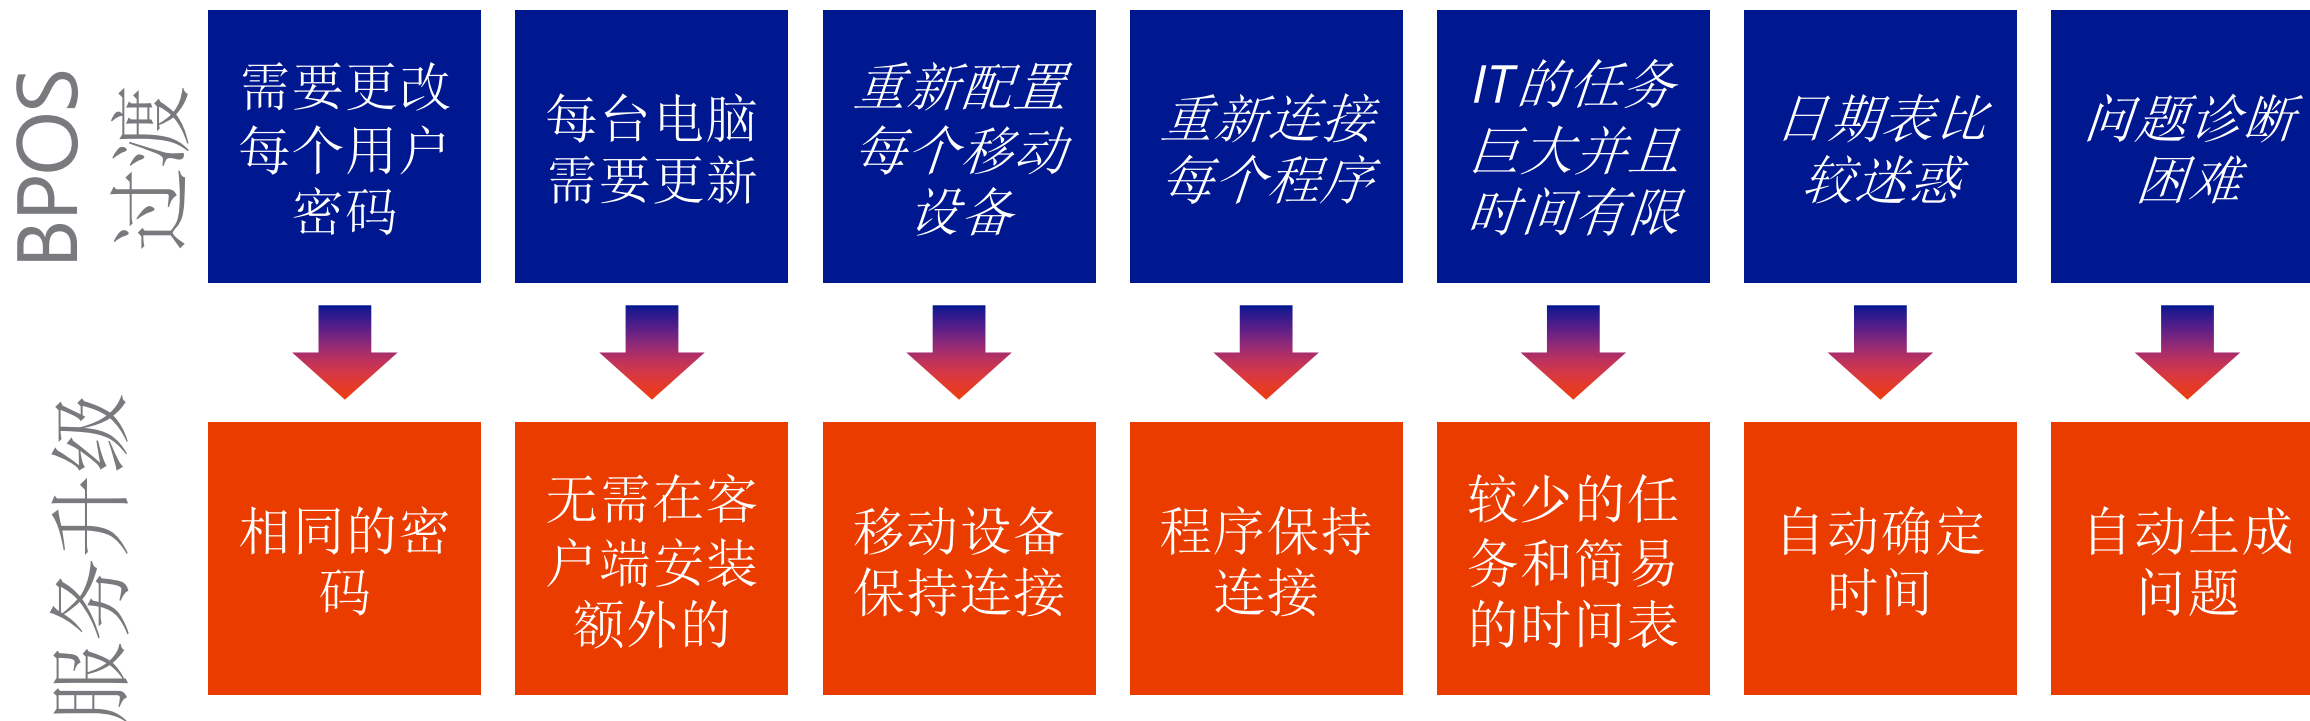 BPOS
过渡
需要更改
每个用户
密码
每台电脑
需要更新
重新配置
每个移动
设备
重新连接
每个程序
IT的任务
巨大并且
时间有限
日期表比
较迷惑
问题诊断
困难
服务升级
相同的密
码
无需在客
户端安装
额外的
移动设备
保持连接
程序保持
连接
较少的任
务和简易
的时间表
自动确定
时间
自动生成
问题